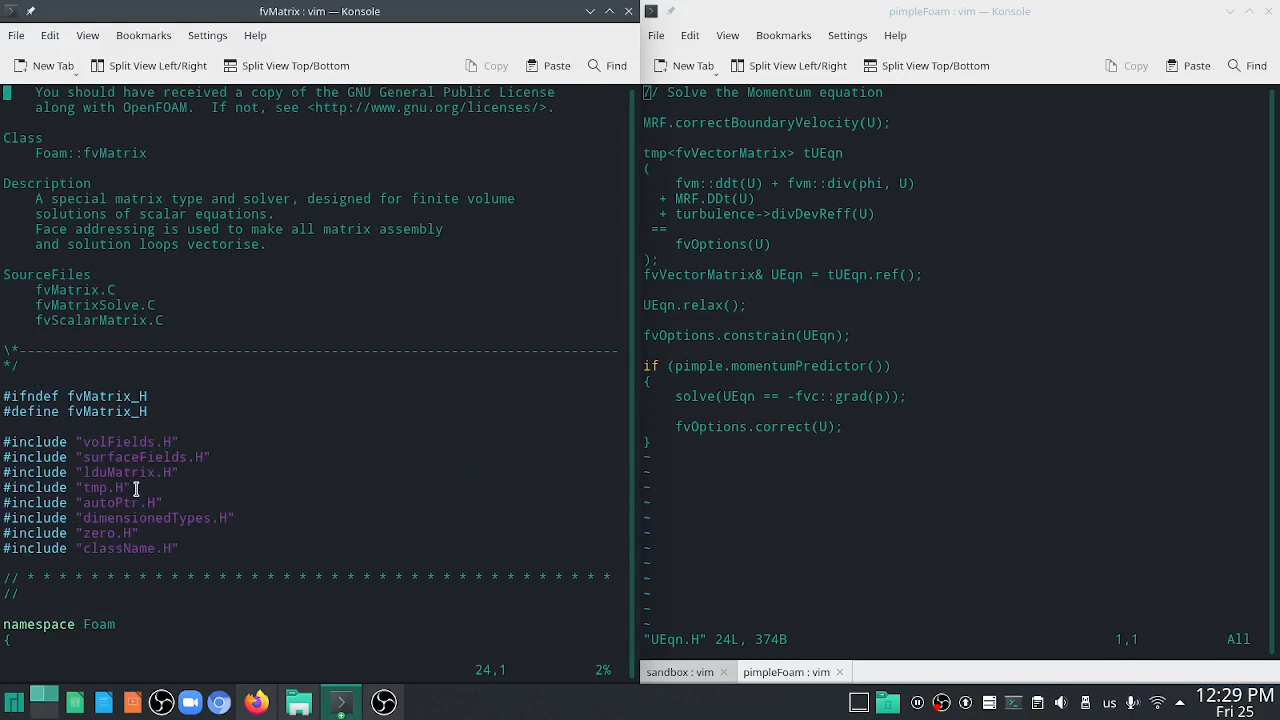 fvMatrix : vim — Konsole
File Edit View Bookmarks Settings Help
New Tab Split View Left/Right Split View Top/Bottom Copy Paste Find
You should have received a copy of the GNU General Public License
along with OpenFOAM.  If not, see <http://www.gnu.org/licenses/>.
Class
Foam::fvMatrix
Description
A special matrix type and solver, designed for finite volume
solutions of scalar equations.
Face addressing is used to make all matrix assembly
and solution loops vectorise.
SourceFiles
fvMatrix.C
fvMatrixSolve.C
fvScalarMatrix.C
\*---------------------------------------------------------------------------
*/
#ifndef fvMatrix_H
#define fvMatrix_H
#include "volFields.H"
#include "surfaceFields.H"
#include "lduMatrix.H"
#include "tmp.H"
#include "autoPtr.H"
#include "dimensionedTypes.H"
#include "zero.H"
#include "className.H"
// * * * * * * * * * * * * * * * * * * * * * * * * * * * * * * * * * * * * *
//
namespace Foam
{
24,1 2%
pimpleFoam : vim — Konsole
File Edit View Bookmarks Settings Help
New Tab Split View Left/Right Split View Top/Bottom Copy Paste Find
// Solve the Momentum equation
MRF.correctBoundaryVelocity(U);
tmp<fvVectorMatrix> tUEqn
(
fvm::ddt(U) + fvm::div(phi, U)
+ MRF.DDt(U)
+ turbulence->divDevReff(U)
==
fvOptions(U)
);
fvVectorMatrix& UEqn = tUEqn.ref();
UEqn.relax();
fvOptions.constrain(UEqn);
if (pimple.momentumPredictor())
{
solve(UEqn == -fvc::grad(p));
fvOptions.correct(U);
}
~
~
~
~
~
~
~
~
~
~
~
~
"UEqn.H" 24L, 374B 1,1 All
sandbox : vim pimpleFoam : vim
us 12:29 PM
Fri 25